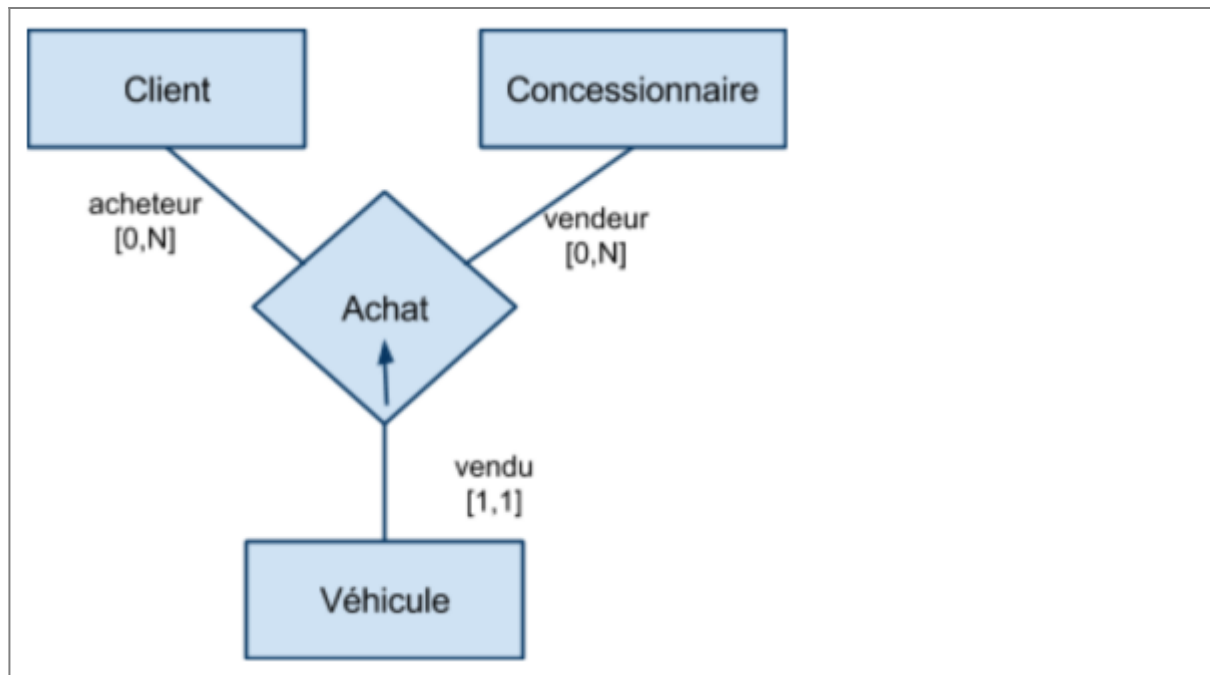 Client
Concessionnaire
acheteur
[0,N]
vendeur
[0,N]
Achat
vendu
[1,1]
Véhicule